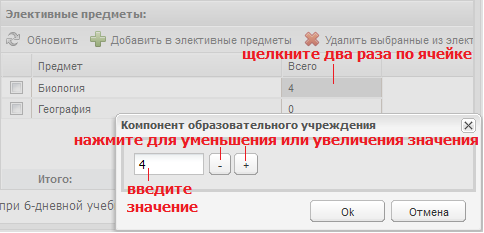 Элективные предметы:
Обновить Добавить в элективные предметы Удалить выбранные из элект
щелкните два раза по ячейке
Предмет Всего
Биология 4
География 0
Компонент образовательного учреждения
нажмите для уменьшения или увеличения значения
4 - +
введите
значение
Итого:
при 6-дневной учеб
Ok Отмена